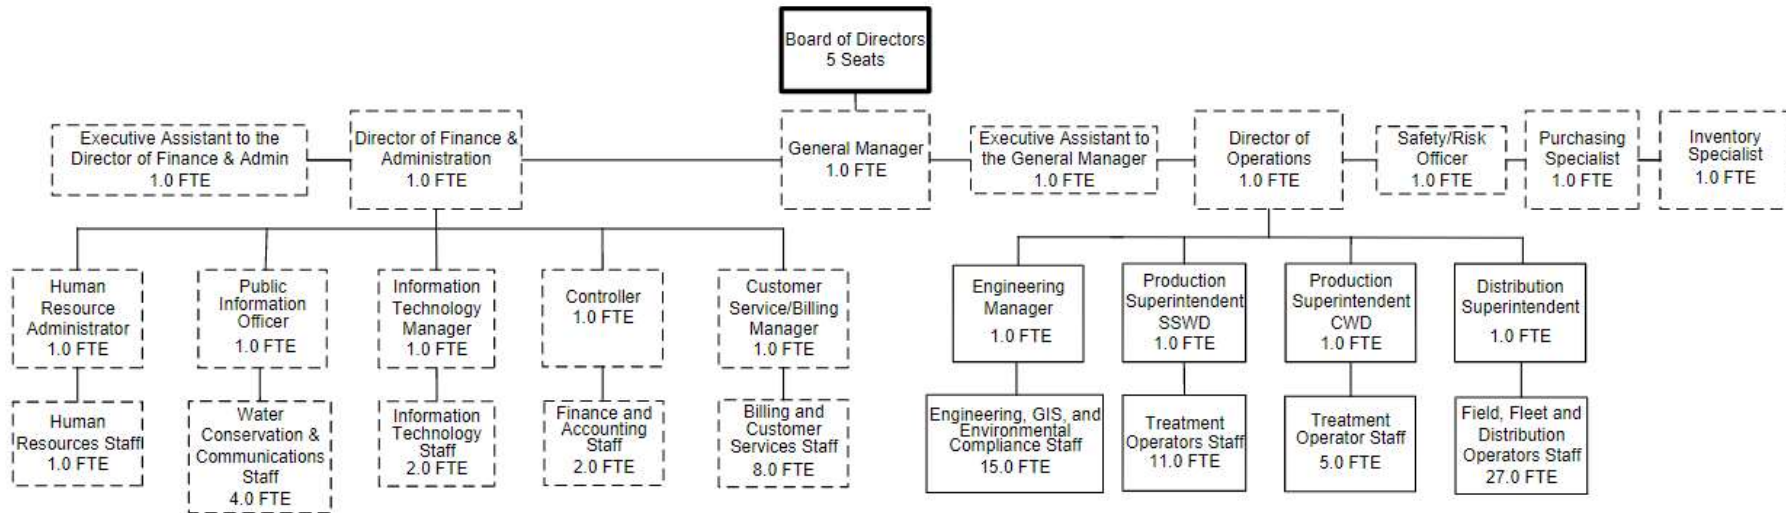 Board of Directors
5 Seats
Executive Assistant to the
Director of Finance & Admin
1.0 FTE
Director of Finance &
Administration
1.0 FTE
General Manager
1.0 FTE
Executive Assistant to
the General Manager
1.0 FTE
Director of
Operations
1.0 FTE
Safety/Risk
Officer
1.0 FTE
Purchasing
Specialist
1.0 FTE
Inventory
Specialist
1.0 FTE
Human
Resource
Administrator
1.0 FTE
Public
Information
Officer
1.0 FTE
Information
Technology
Manager
1.0 FTE
Controller
1.0 FTE
Customer
Service/Billing
Manager
1.0 FTE
Engineering
Manager
1.0 FTE
Production
Superintendent
SSWD
1.0 FTE
Production
Superintendent
CWD
1.0 FTE
Distribution
Superintendent
1.0 FTE
Human
Resources Staff
1.0 FTE
Water
Conservation &
Communications
Staff
4.0 FTE
Information
Technology
Staff
2.0 FTE
Finance and
Accounting
Staff
2.0 FTE
Billing and
Customer
Services Staff
8.0 FTE
Engineering, GIS, and
Environmental
Compliance Staff
15.0 FTE
Treatment
Operators Staff
11.0 FTE
Treatment
Operator Staff
5.0 FTE
Field, Fleet and
Distribution
Operators Staff
27.0 FTE